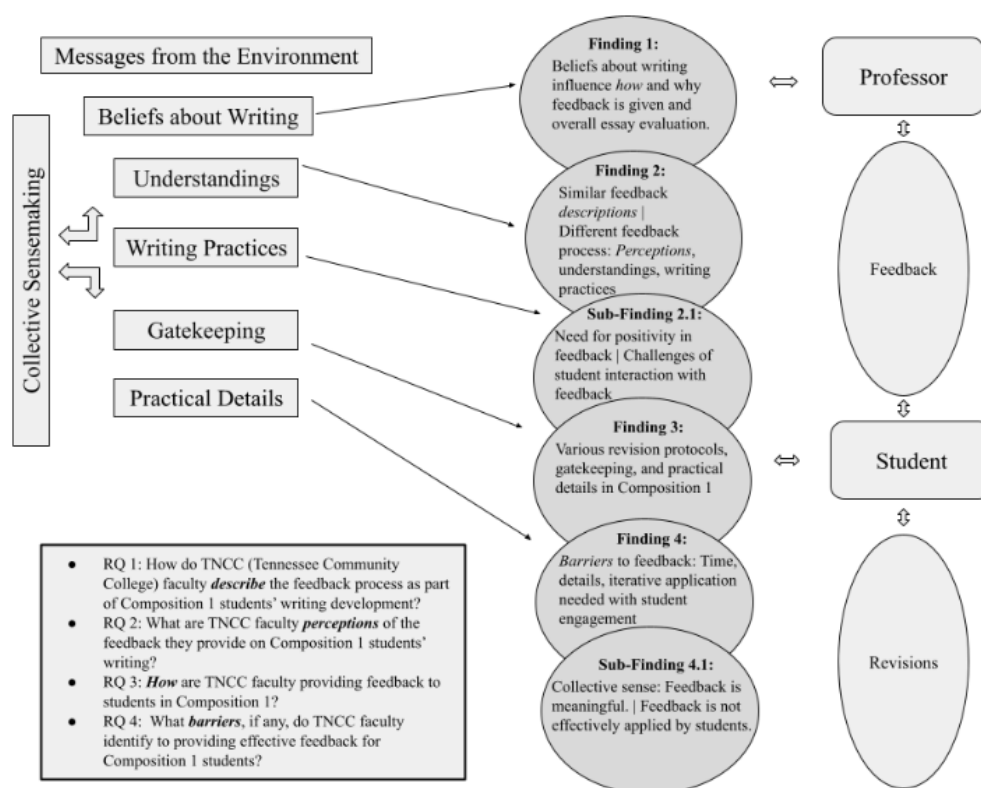 Messages from the Environment
Beliefs about Writing
Understandings
Writing Practices
Gatekeeping
Practical Details
Collective Sensemaking
Finding 1:
Beliefs about writing
influence how and why
feedback is given and
overall essay evaluation.
Finding 2:
Similar feedback
descriptions |
Different feedback
process: Perceptions,
understandings, writing
practices
Sub-Finding 2.1:
Need for positivity in
feedback | Challenges of
student interaction with
feedback
Finding 3:
Various revision protocols,
gatekeeping, and practical
details in Composition 1
Finding 4:
Barriers to feedback: Time,
details, iterative application
needed with student
engagement
Sub-Finding 4.1:
Collective sense: Feedback is
meaningful. | Feedback is not
effectively applied by students.
Professor
Feedback
Student
Revisions
● RQ 1: How do TNCC (Tennessee Community
College) faculty describe the feedback process as part
of Composition 1 students' writing development?
● RQ 2: What are TNCC faculty perceptions of the
feedback they provide on Composition 1 students'
writing?
● RQ 3: How are TNCC faculty providing feedback to
students in Composition 1?
● RQ 4: What barriers, if any, do TNCC faculty
identify to providing effective feedback for
Composition 1 students?